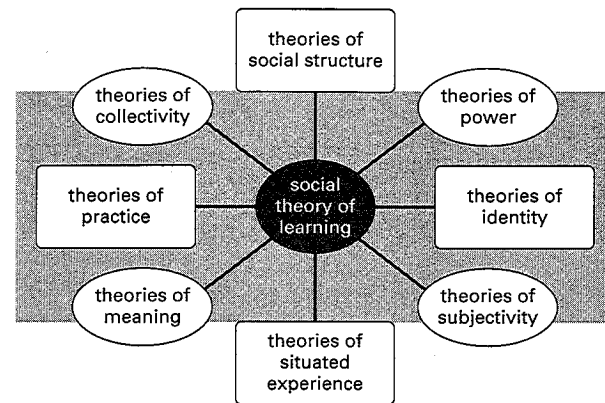 theories of
social structure
theories of
collectivity
theories of
power
theories of
practice
social
theory of
learning
theories of
identity
theories of
meaning
theories of
subjectivity
theories of
situated
experience